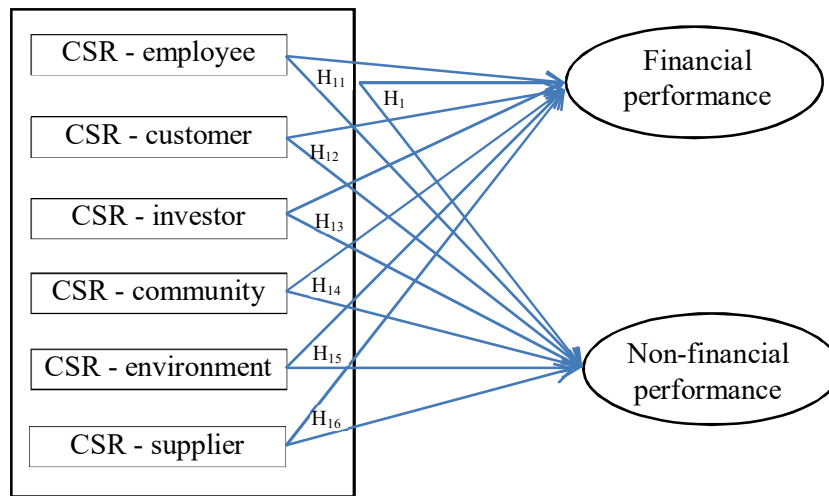 CSR - employee
CSR - customer
CSR - investor
CSR - community
CSR - environment
CSR - supplier
H₁₁
H₁
H₁₂
H₁₃
H₁₄
H₁₅
H₁₆
Financial
performance
Non-financial
performance